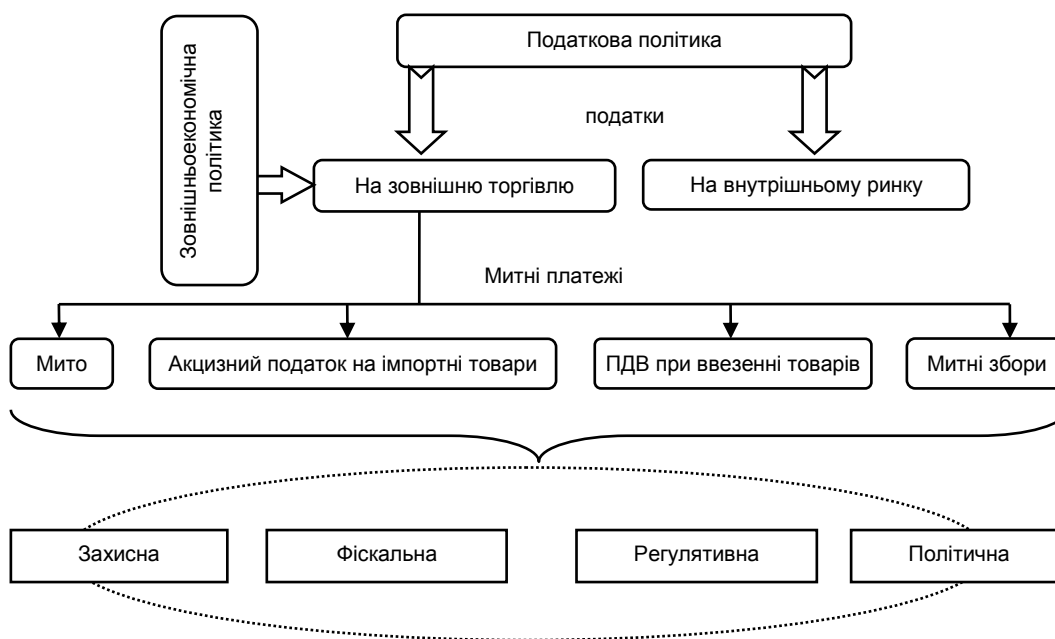 Податкова політика
Зовнішньоекономічна
політика
податки
На зовнішню торгівлю
На внутрішньому ринку
Митні платежі
Мито
Акцизний податок на імпортні товари
ПДВ при ввезенні товарів
Митні збори
Захисна
Фіскальна
Регулятивна
Політична